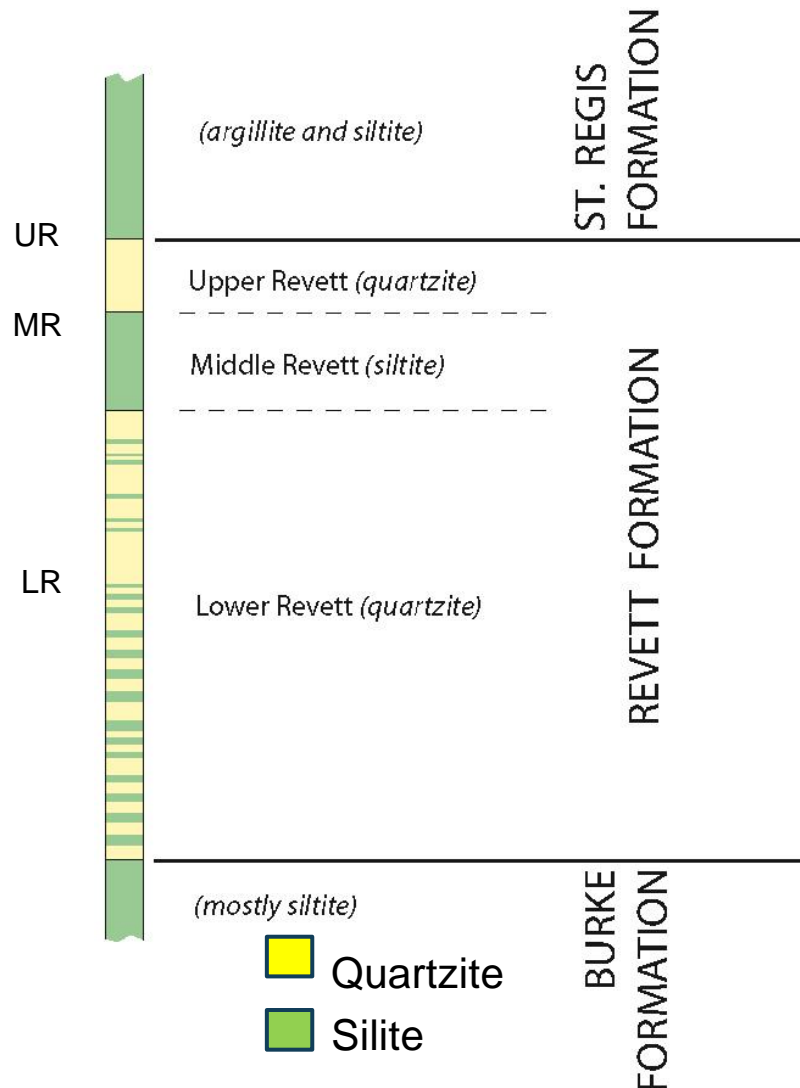 (argillite and siltite)
ST. REGIS
FORMATION
UR
Upper Revett (quartzite)
MR
Middle Revett (siltite)
REVETT FORMATION
LR
Lower Revett (quartzite)
(mostly siltite)
BURKE
FORMATION
Quartzite
Silite